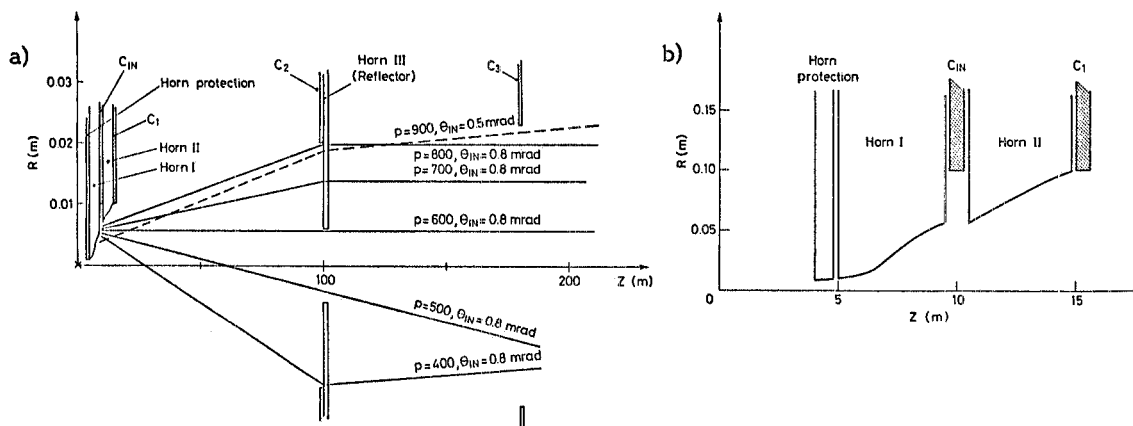 a)
C_IN
Horn protection
C_1
Horn II
Horn I
C_2
Horn III
(Reflector)
C_3
R (m)
0.03
0.02
0.01
p=900, θ_IN=0.5 mrad
p=800, θ_IN=0.8 mrad
p=700, θ_IN=0.8 mrad
p=600, θ_IN=0.8 mrad
p=500, θ_IN=0.8 mrad
p=400, θ_IN=0.8 mrad
100
200
Z (m)
b)
Horn
protection
C_IN
C_1
Horn I
Horn II
R (m)
0.15
0.10
0.05
0
5
10
15
Z (m)